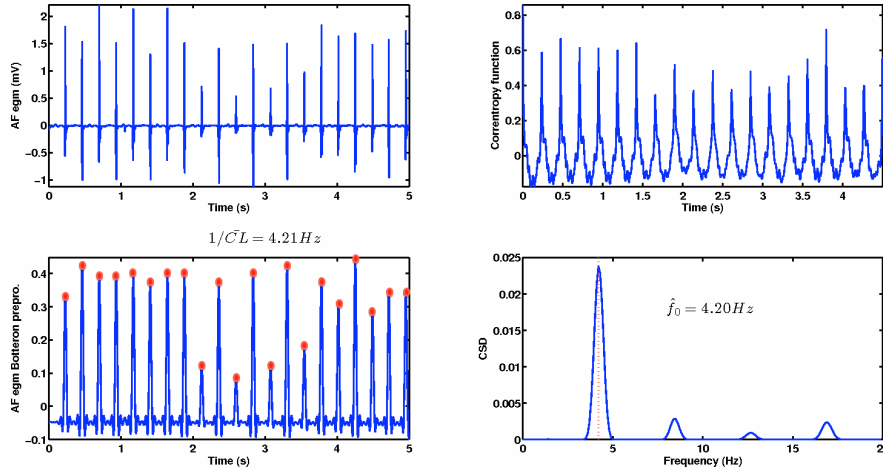 2
1.5
1
0.5
0
−0.5
−1
AF egm (mV)
0 1 2 3 4 5
Time (s)
0.8
0.6
0.4
0.2
0
Correntropy function
0 0.5 1 1.5 2 2.5 3 3.5 4
Time (s)
1/C̄L = 4.21Hz
0.4
0.3
0.2
0.1
0
−0.1
AF egm Botteron prepro.
0 1 2 3 4 5
Time (s)
0.025
0.02
0.015
0.01
0.005
0
CSD
f̂₀ = 4.20Hz
0 5 10 15 20
Frequency (Hz)